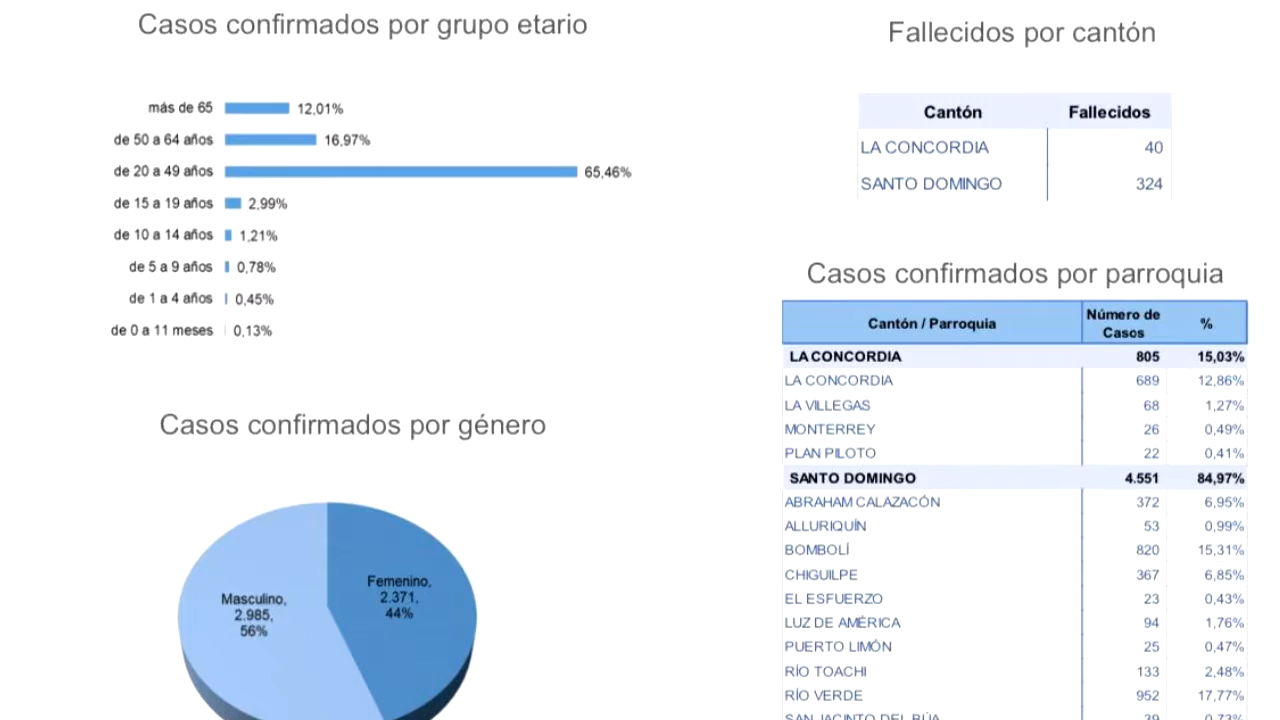 Casos confirmados por grupo etario
más de 65 12,01%
de 50 a 64 años 16,97%
de 20 a 49 años 65,46%
de 15 a 19 años 2,99%
de 10 a 14 años 1,21%
de 5 a 9 años 0,78%
de 1 a 4 años 0,45%
de 0 a 11 meses 0,13%
Casos confirmados por género
Femenino,
2.371,
44%
Masculino,
2.985,
56%
Fallecidos por cantón
Cantón Fallecidos
LA CONCORDIA 40
SANTO DOMINGO 324
Casos confirmados por parroquia
Cantón / Parroquia Número de Casos %
LA CONCORDIA 805 15,03%
LA CONCORDIA 689 12,86%
LA VILLEGAS 68 1,27%
MONTERREY 26 0,49%
PLAN PILOTO 22 0,41%
SANTO DOMINGO 4.551 84,97%
ABRAHAM CALAZACÓN 372 6,95%
ALLURIQUÍN 53 0,99%
BOMBOLÍ 820 15,31%
CHIGUILPE 367 6,85%
EL ESFUERZO 23 0,43%
LUZ DE AMÉRICA 94 1,76%
PUERTO LIMÓN 25 0,47%
RÍO TOACHI 133 2,48%
RÍO VERDE 952 17,77%
SAN JACINTO DEL BÚA 39 0,73%